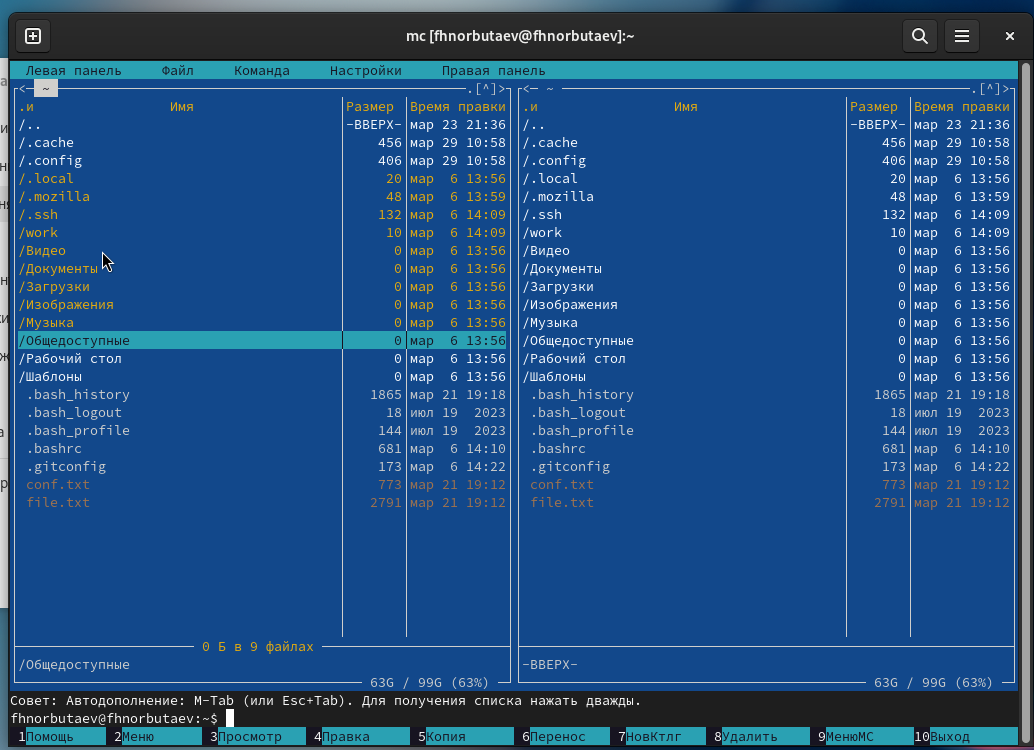 mc [fhnorbutaev@fhnorbutaev]:~
Левая панель Файл Команда Настройки Правая панель
<- ~ .[^]> <- ~ .[^]>
.и Имя Размер Время правки .и Имя Размер Время правки
/.. -ВВЕРХ- мар 23 21:36 /.. -ВВЕРХ- мар 23 21:36
/.cache 456 мар 29 10:58 /.cache 456 мар 29 10:58
/.config 406 мар 29 10:58 /.config 406 мар 29 10:58
/.local 20 мар 6 13:56 /.local 20 мар 6 13:56
/.mozilla 48 мар 6 13:59 /.mozilla 48 мар 6 13:59
/.ssh 132 мар 6 14:09 /.ssh 132 мар 6 14:09
/work 10 мар 6 14:09 /work 10 мар 6 14:09
/Видео 0 мар 6 13:56 /Видео 0 мар 6 13:56
/Документы 0 мар 6 13:56 /Документы 0 мар 6 13:56
/Загрузки 0 мар 6 13:56 /Загрузки 0 мар 6 13:56
/Изображения 0 мар 6 13:56 /Изображения 0 мар 6 13:56
/Музыка 0 мар 6 13:56 /Музыка 0 мар 6 13:56
/Общедоступные 0 мар 6 13:56 /Общедоступные 0 мар 6 13:56
/Рабочий стол 0 мар 6 13:56 /Рабочий стол 0 мар 6 13:56
/Шаблоны 0 мар 6 13:56 /Шаблоны 0 мар 6 13:56
.bash_history 1865 мар 21 19:18 .bash_history 1865 мар 21 19:18
.bash_logout 18 июл 19 2023 .bash_logout 18 июл 19 2023
.bash_profile 144 июл 19 2023 .bash_profile 144 июл 19 2023
.bashrc 681 мар 6 14:10 .bashrc 681 мар 6 14:10
.gitconfig 173 мар 6 14:22 .gitconfig 173 мар 6 14:22
conf.txt 773 мар 21 19:12 conf.txt 773 мар 21 19:12
file.txt 2791 мар 21 19:12 file.txt 2791 мар 21 19:12
0 Б в 9 файлах
/Общедоступные -ВВЕРХ-
63G / 99G (63%) 63G / 99G (63%)
Совет: Автодополнение: M-Tab (или Esc+Tab). Для получения списка нажать дважды.
fhnorbutaev@fhnorbutaev:~$
1Помощь 2Меню 3Просмотр 4Правка 5Копия 6Перенос 7НовКтлг 8Удалить 9МенюМС 10Выход